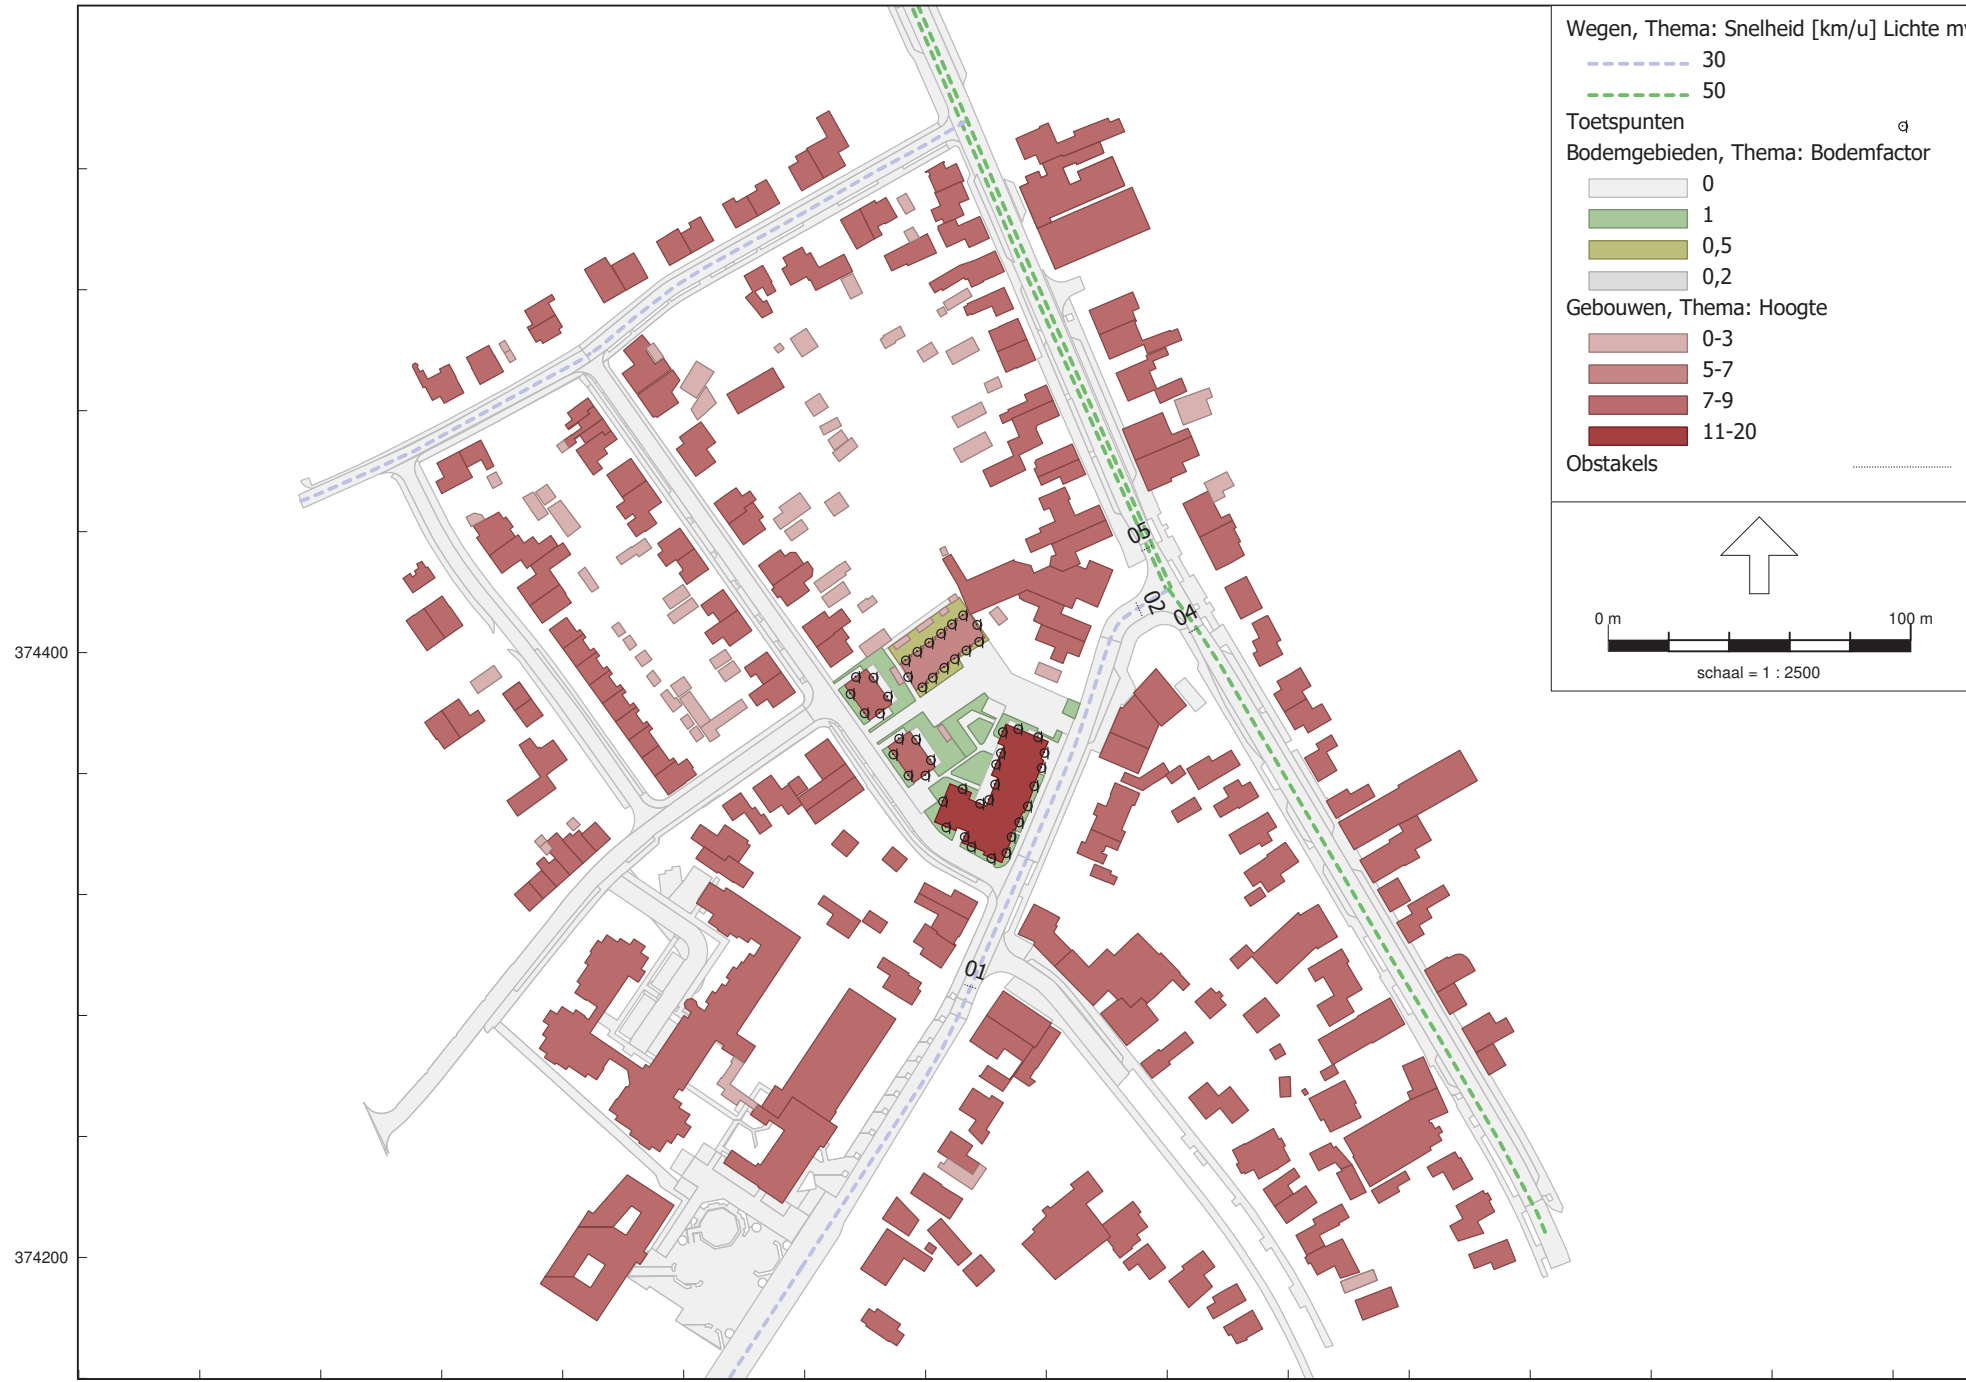 Wegen, Thema: Snelheid [km/u] Lichte
30
50
Toetspunten
Bodemgebieden, Thema: Bodemfactor
0
1
0,5
0,2
Gebouwen, Thema: Hoogte
0-3
5-7
7-9
11-20
Obstakels
0 m 100 m
schaal = 1 : 2500
05
02
04
374400
01
374200